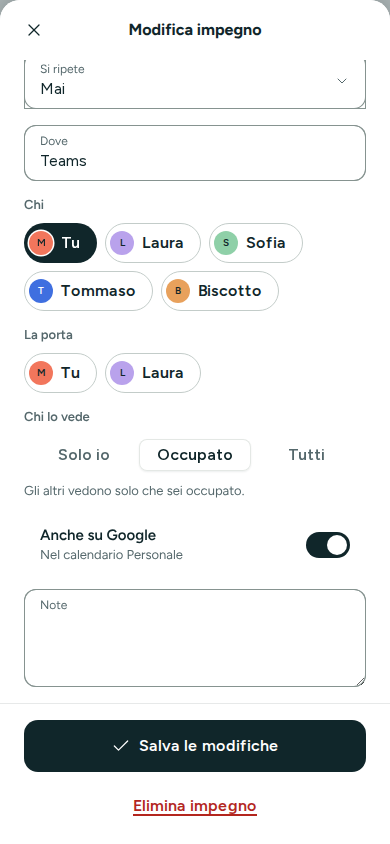 Modifica impegno
Si ripete
Mai
Dove
Teams
Chi
M Tu L Laura S Sofia
T Tommaso B Biscotto
La porta
M Tu L Laura
Chi lo vede
Solo io Occupato Tutti
Gli altri vedono solo che sei occupato.
Anche su Google
Nel calendario Personale
Note
Salva le modifiche
Elimina impegno